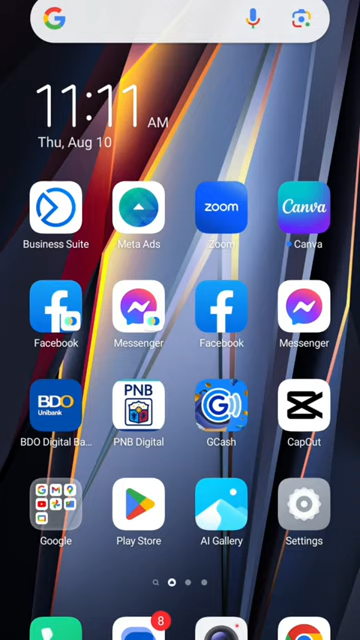 11:11 AM
Thu, Aug 10
zoom
Canva
Business Suite
Meta Ads
Zoom
Canva
Facebook
Messenger
Facebook
Messenger
BDO
Unibank
PNB
BDO Digital Ba...
PNB Digital
GCash
CapCut
Google
Play Store
AI Gallery
Settings
8